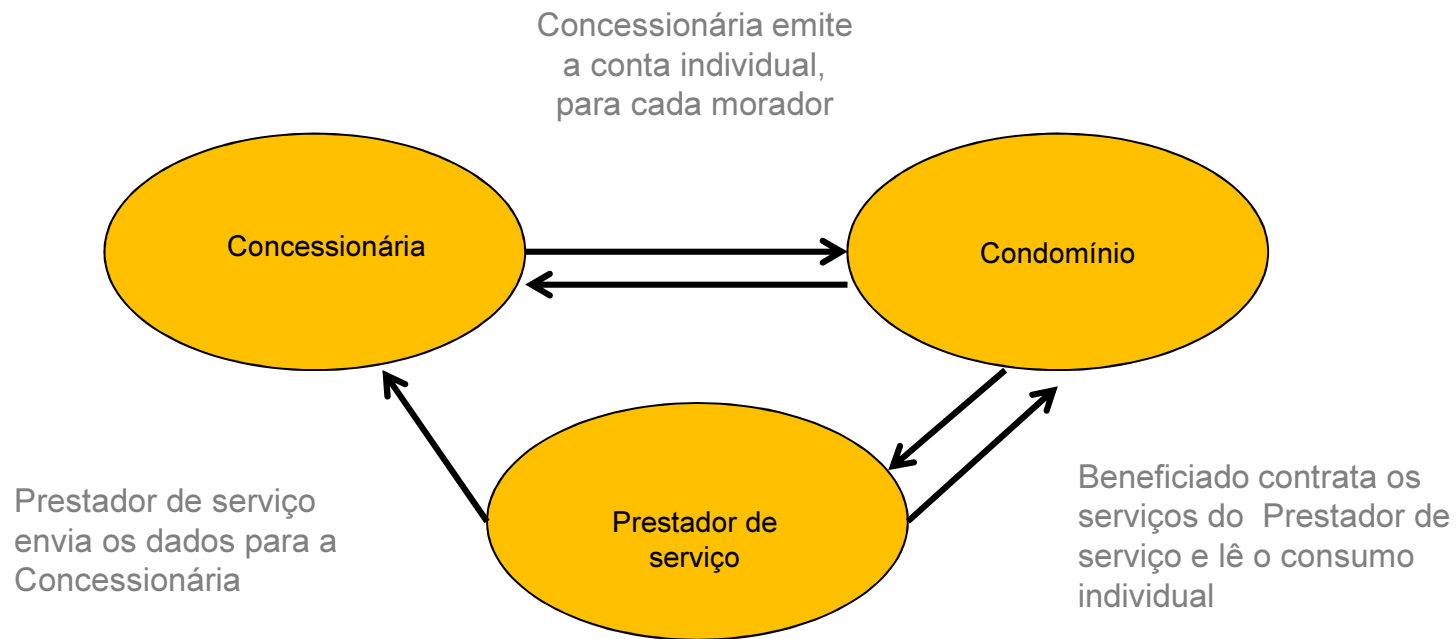 Concessionária emite
a conta individual,
para cada morador
Concessionária
Condomínio
Prestador de serviço
envia os dados para a
Concessionária
Prestador de
serviço
Beneficiado contrata os
serviços do  Prestador de
serviço e lê o consumo
individual